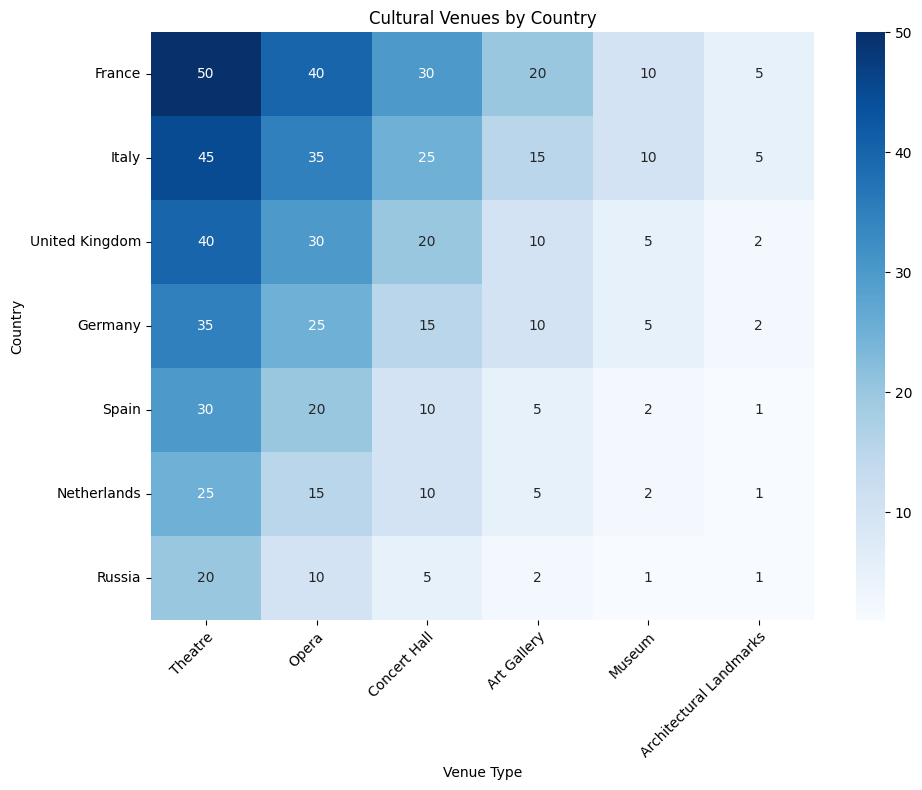 Cultural Venues by Country
Country
France 50 40 30 20 10 5
Italy 45 35 25 15 10 5
United Kingdom 40 30 20 10 5 2
Germany 35 25 15 10 5 2
Spain 30 20 10 5 2 1
Netherlands 25 15 10 5 2 1
Russia 20 10 5 2 1 1
Theatre Opera Concert Hall Art Gallery Museum Architectural Landmarks
Venue Type
50
40
30
20
10